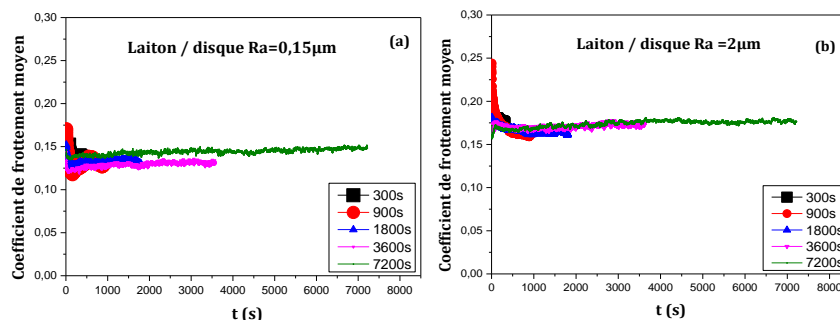 Laiton / disque Ra=0,15μm
(a)
Coefficient de frottement moyen
0,30
0,25
0,20
0,15
0,10
0,05
0,00
0 1000 2000 3000 4000 5000 6000 7000 8000
t (s)
300s
900s
1800s
3600s
7200s
Laiton / disque Ra =2μm
(b)
Coefficient de frottement moyen
0,30
0,25
0,20
0,15
0,10
0,05
0,00
0 1000 2000 3000 4000 5000 6000 7000 8000
t (s)
300s
900s
1800s
3600s
7200s